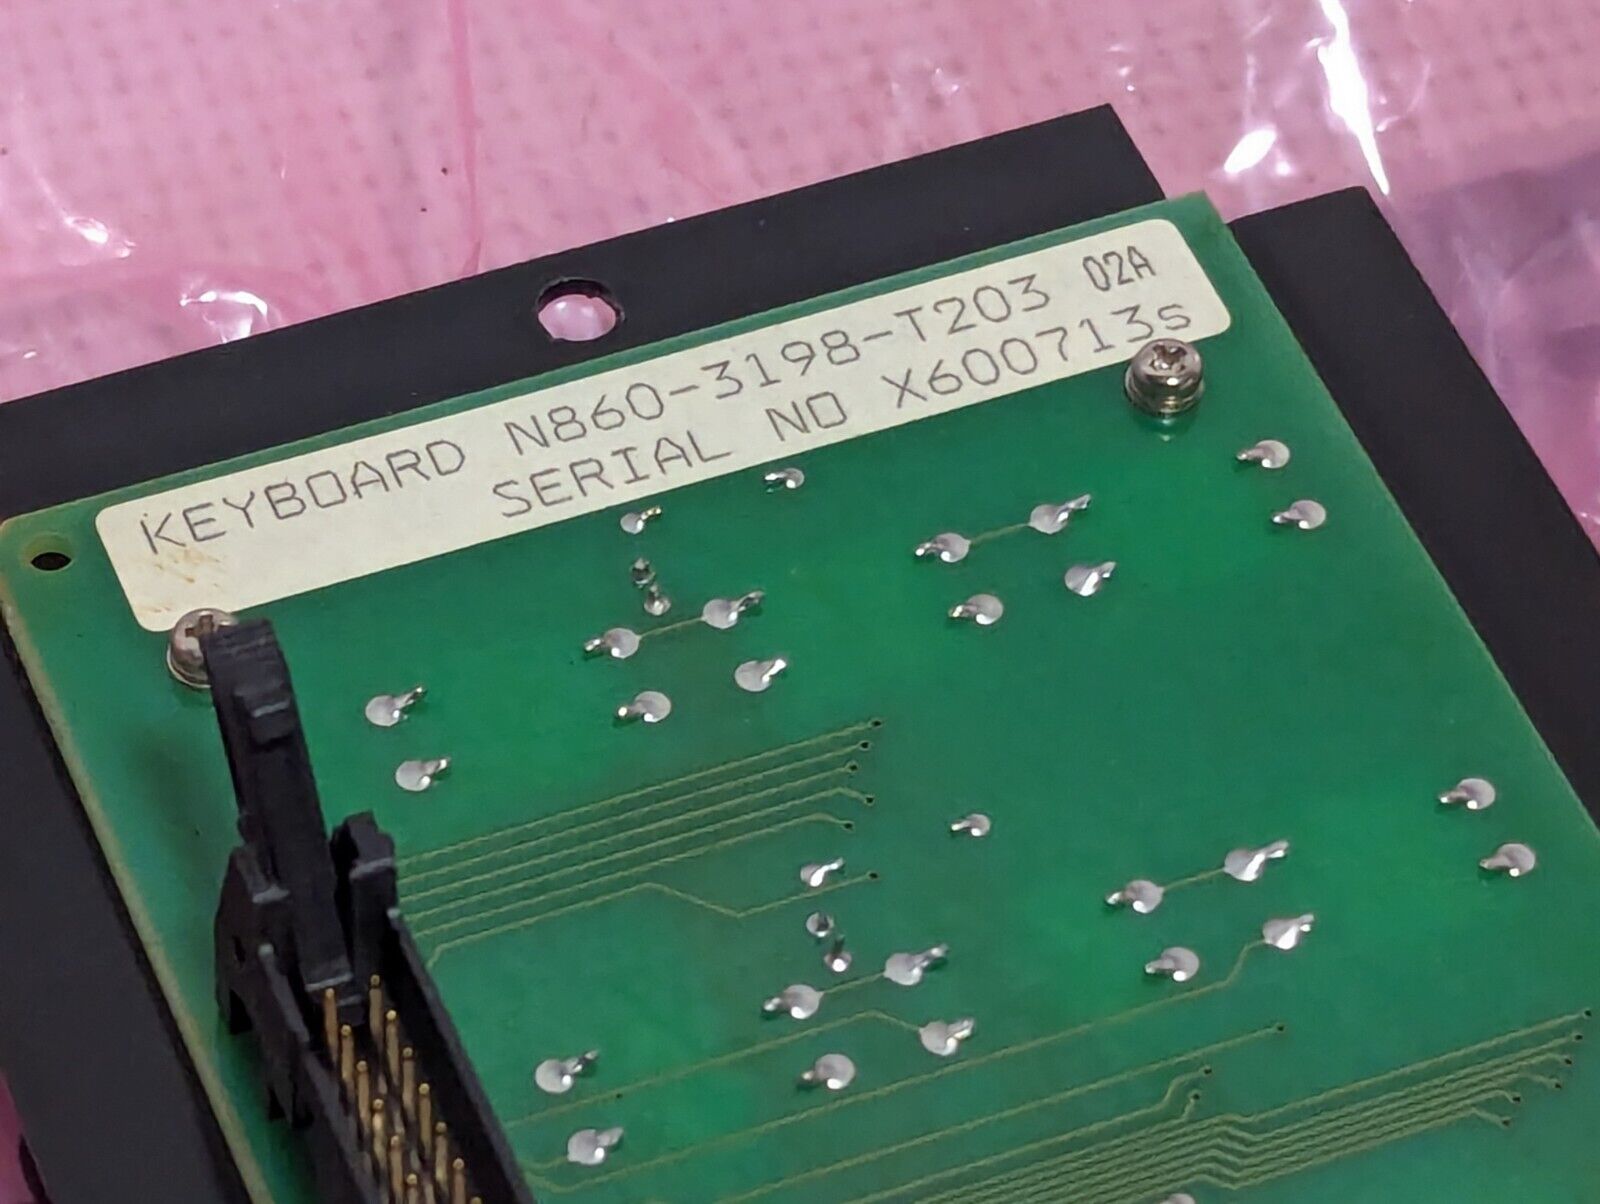 KEYBOARD N860-3198-T203 02A
SERIAL NO X600713s